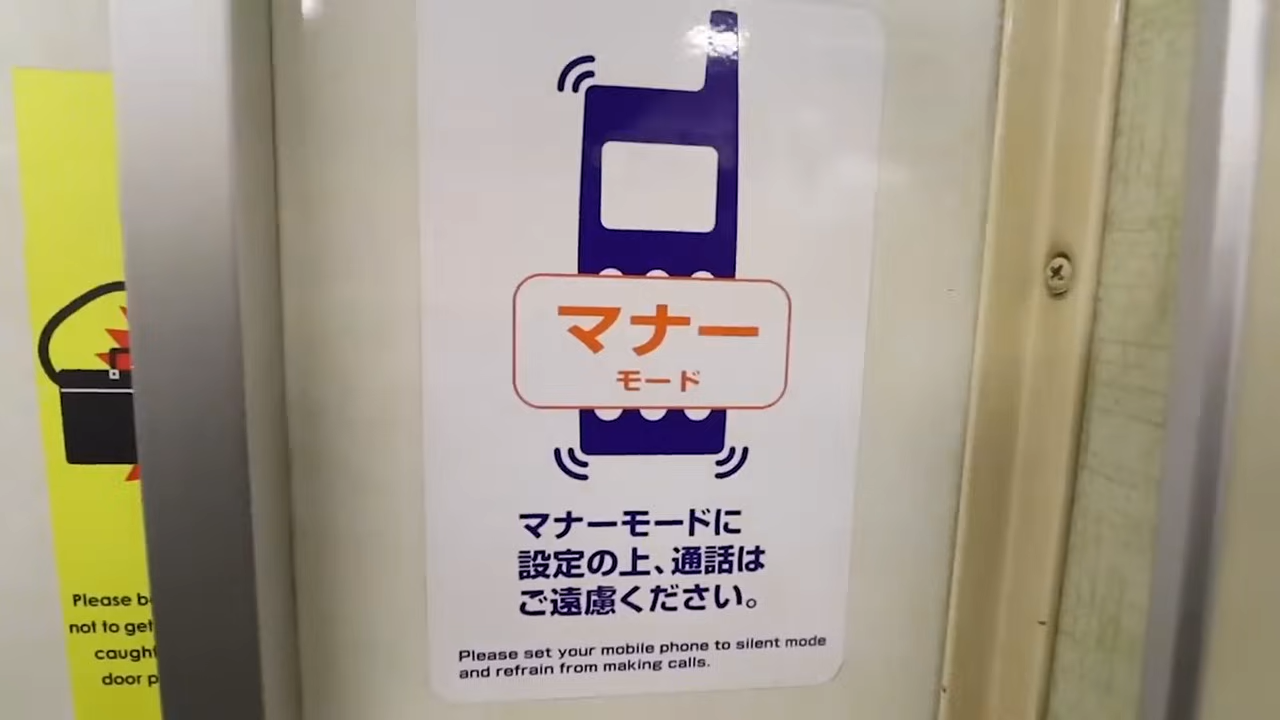 マナー
モード
マナーモードに
設定の上、通話は
ご遠慮ください。
Please set your mobile phone to silent mode
and refrain from making calls.
Please
not to get
caught
door